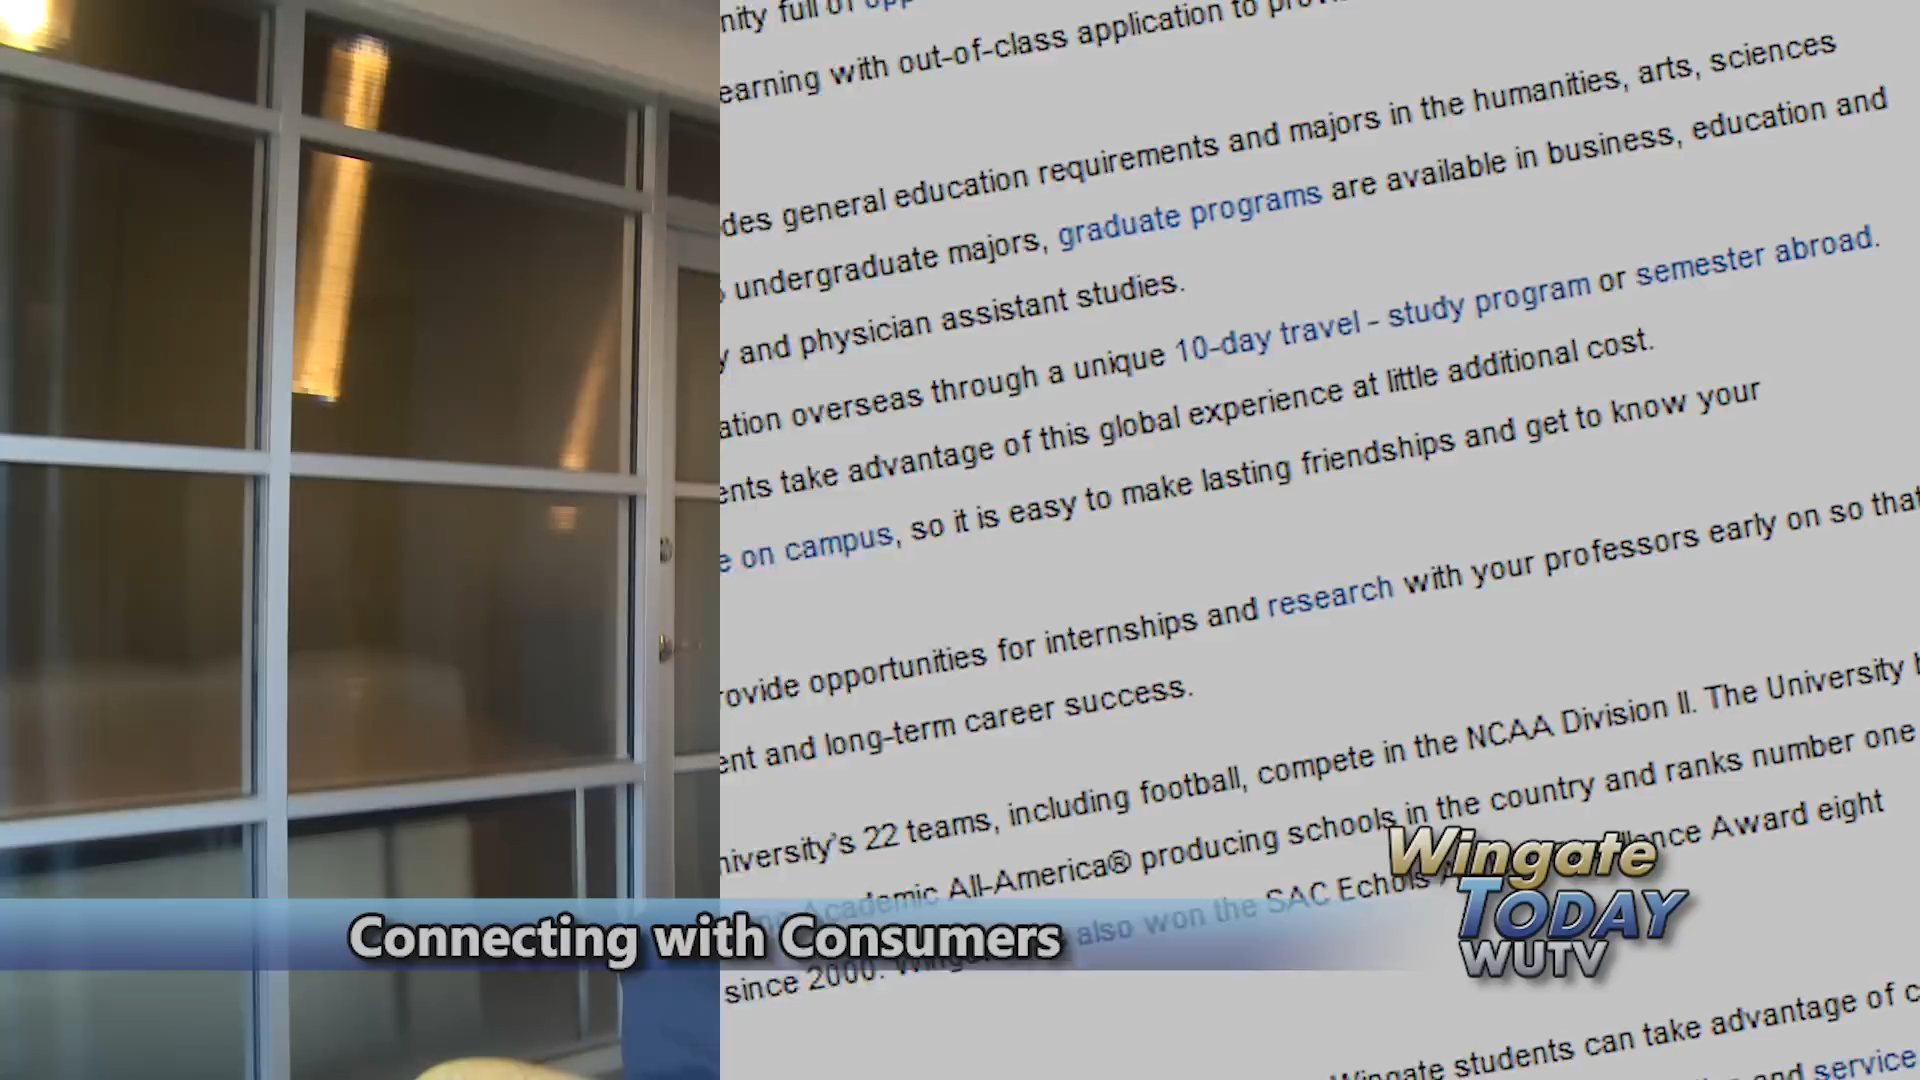 nity full of
earning with out-of-class application to
des general education requirements and majors in the humanities, arts, sciences
undergraduate majors, graduate programs are available in business, education and
y and physician assistant studies.
ation overseas through a unique 10-day travel - study program or semester abroad.
ents take advantage of this global experience at little additional cost.
e on campus, so it is easy to make lasting friendships and get to know your
rovide opportunities for internships and research with your professors early on so that
ent and long-term career success.
niversity's 22 teams, including football, compete in the NCAA Division II. The University b
Academic All-America® producing schools in the country and ranks number one
also won the SAC Echols llence Award eight
since 2000.
Wingate students can take advantage of c
and service
Connecting with Consumers
Wingate
TODAY
WUTV